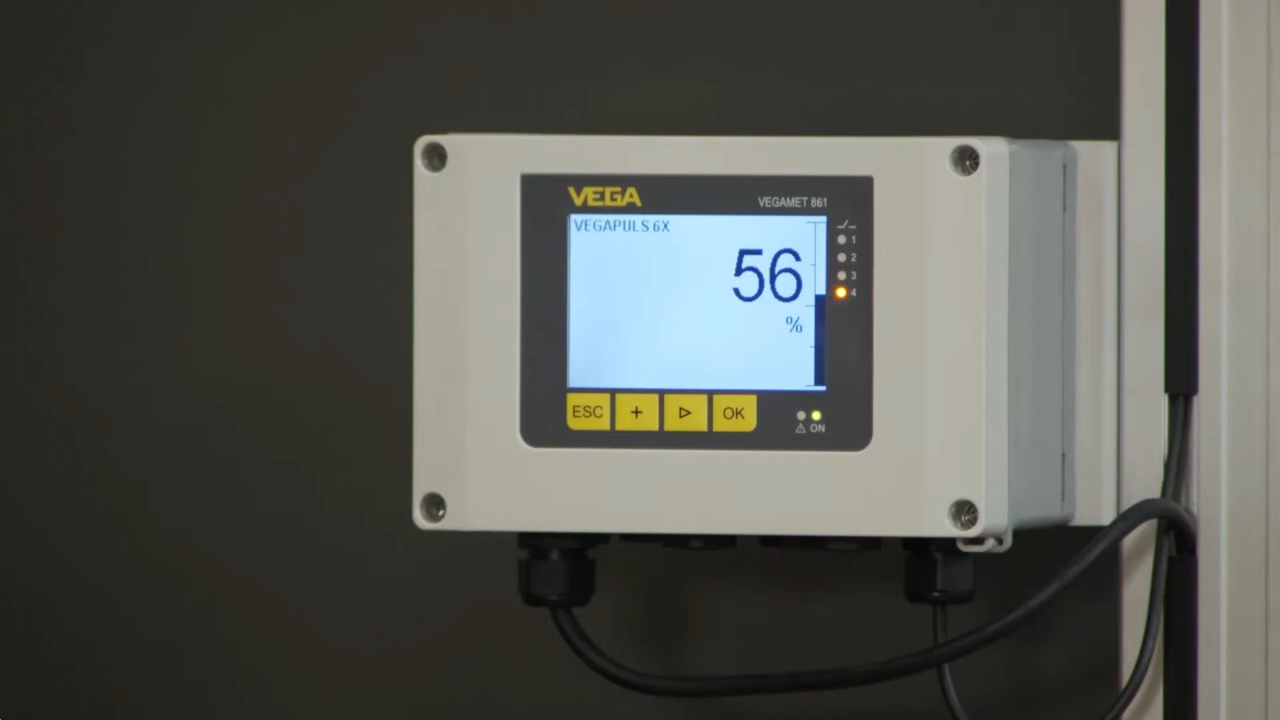 VEGA
VEGAMET 861
VEGAPULS 6X
56
%
1
2
3
4
ESC + ▷ OK
⚠ ON